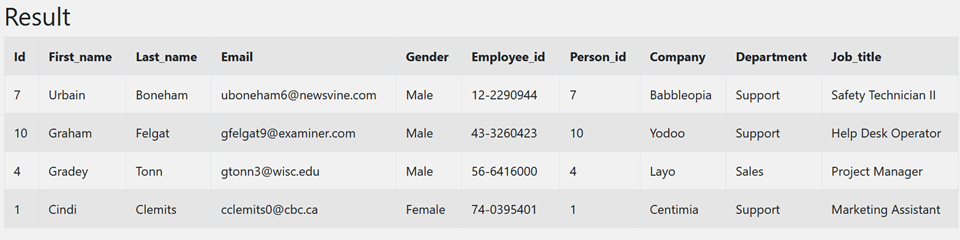 Result
Id First_name Last_name Email Gender Employee_id Person_id Company Department Job_title
7 Urbain Boneham uboneham6@newsvine.com Male 12-2290944 7 Babbleopia Support Safety Technician II
10 Graham Felgat gfelgat9@examiner.com Male 43-3260423 10 Yodoo Support Help Desk Operator
4 Gradey Tonn gtonn3@wisc.edu Male 56-6416000 4 Layo Sales Project Manager
1 Cindi Clemits cclemits0@cbc.ca Female 74-0395401 1 Centimia Support Marketing Assistant